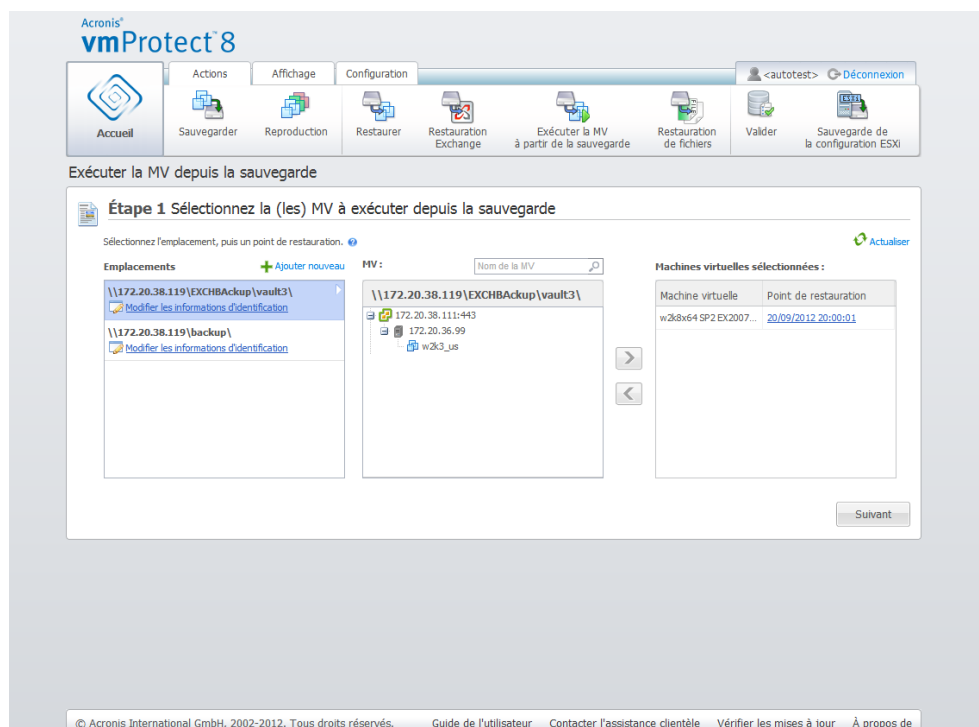 Acronis®
vmProtect™8
Actions Affichage Configuration
<autotest> Déconnexion
Accueil
Sauvegarder
Reproduction
Restaurer
Restauration
Exchange
Exécuter la MV
à partir de la sauvegarde
Restauration
de fichiers
Valider
Sauvegarde de
la configuration ESXi
Exécuter la MV depuis la sauvegarde
Étape 1 Sélectionnez la (les) MV à exécuter depuis la sauvegarde
Sélectionnez l'emplacement, puis un point de restauration.
Actualiser
Emplacements Ajouter nouveau
\\172.20.38.119\EXCHBAckup\vault3\
Modifier les informations d'identification
\\172.20.38.119\backup\
Modifier les informations d'identification
MV : Nom de la MV
\\172.20.38.119\EXCHBAckup\vault3\
172.20.38.111:443
172.20.36.99
w2k3_us
Machines virtuelles sélectionnées :
Machine virtuelle Point de restauration
w2k8x64 SP2 EX2007... 20/09/2012 20:00:01
Suivant
© Acronis International GmbH, 2002-2012. Tous droits réservés. Guide de l'utilisateur Contacter l'assistance clientèle Vérifier les mises à jour À propos de